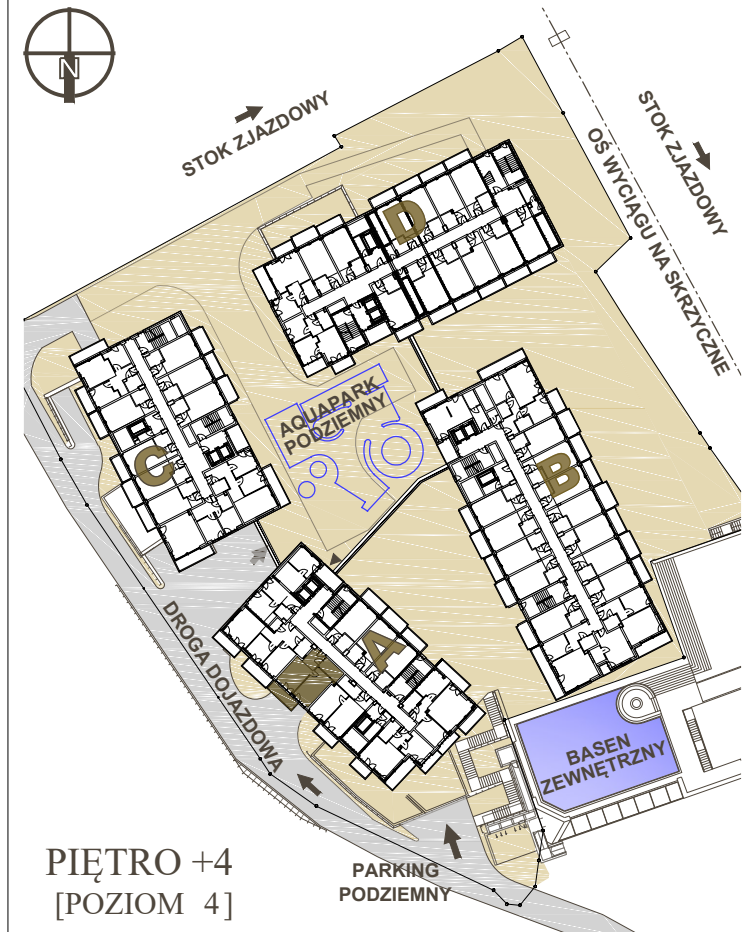 N
STOK ZJAZDOWY
STOK ZJAZDOWY
OŚ WYCIĄGU NA SKRZYCZNE
D
AQUAPARK
PODZIEMNY
C
B
A
DROGA DOJAZDOWA
BASEN
ZEWNĘTRZNY
PARKING
PODZIEMNY
PIĘTRO +4
[POZIOM 4]